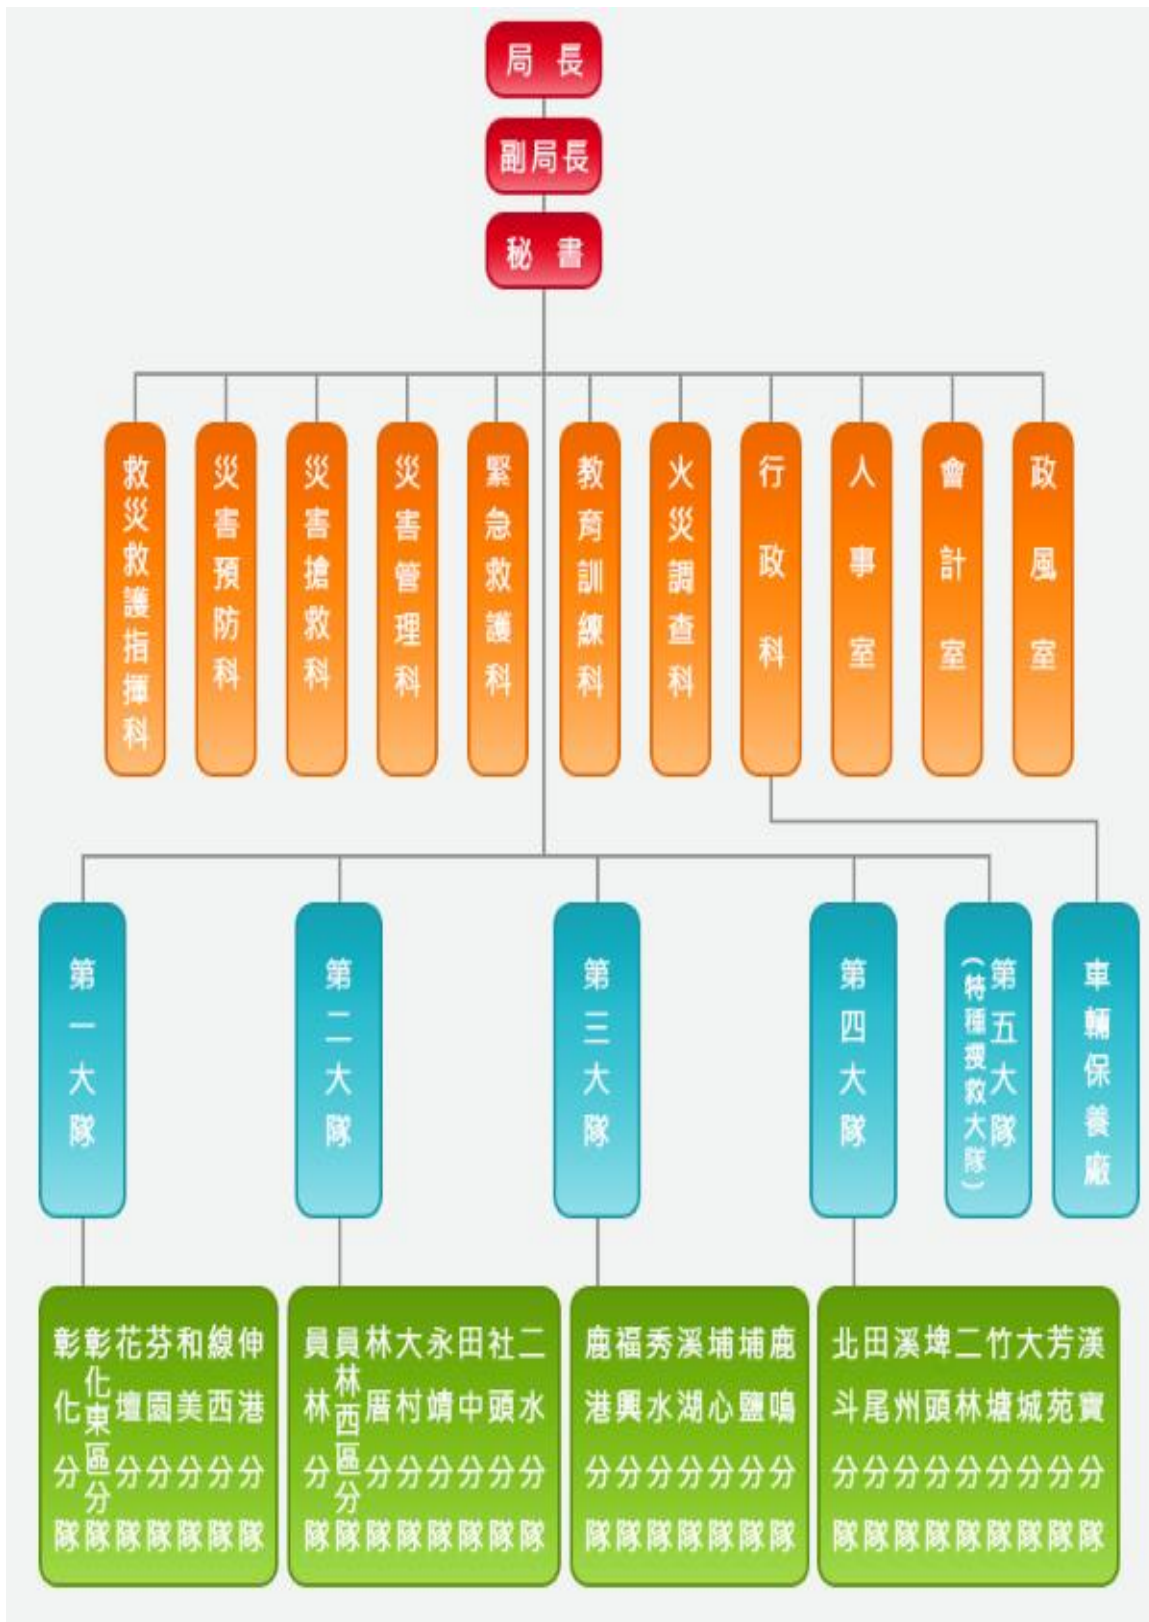 局長
副局長
秘書
救災救護指揮科
災害預防科
災害搶救科
災害管理科
緊急救護科
教育訓練科
火災調查科
行政科
人事室
會計室
政風室
第一大隊
第二大隊
第三大隊
第四大隊
第五大隊
(特種搜救大隊)
車輛保養廠
彰化分隊
彰化東區分隊
花壇分隊
芬園分隊
和美分隊
線西分隊
伸港分隊
員林分隊
員林西區分隊
林厝分隊
大村分隊
永靖分隊
田中分隊
社頭分隊
二水分隊
鹿港分隊
福興分隊
秀水分隊
溪湖分隊
埔心分隊
埔鹽分隊
鹿鳴分隊
北斗分隊
田尾分隊
溪州分隊
埤頭分隊
二林分隊
竹塘分隊
大城分隊
芳苑分隊
漢寶分隊